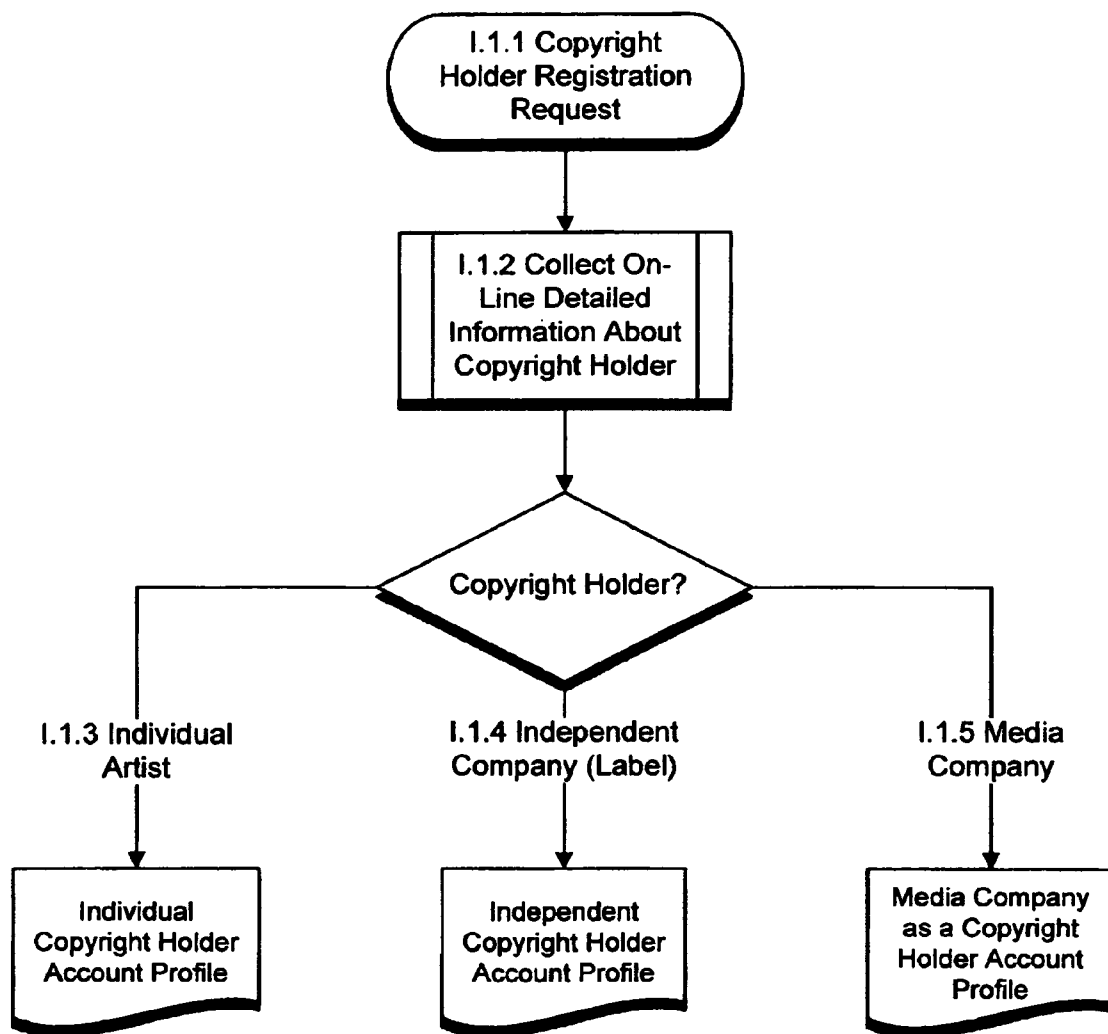 I.1.1 Copyright
Holder Registration
Request
I.1.2 Collect On-
Line Detailed
Information About
Copyright Holder
Copyright Holder?
I.1.3 Individual
Artist
I.1.4 Independent
Company (Label)
I.1.5 Media
Company
Individual
Copyright Holder
Account Profile
Independent
Copyright Holder
Account Profile
Media Company
as a Copyright
Holder Account
Profile